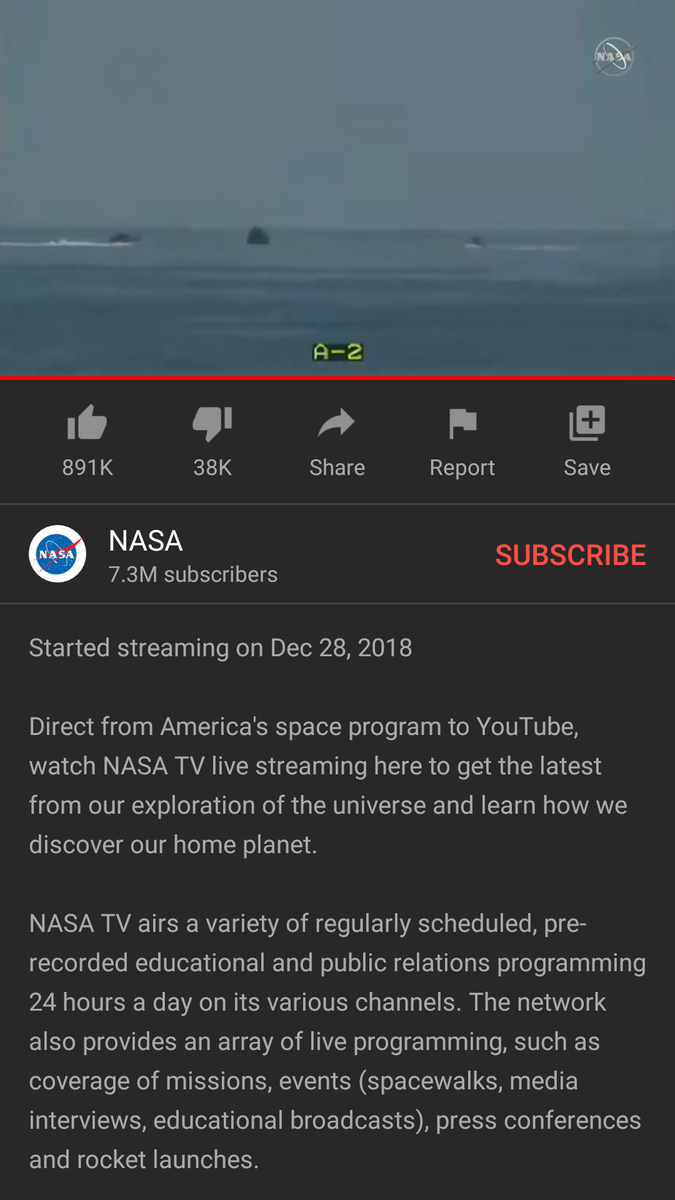 NASA
A-2
891K
38K
Share
Report
Save
NASA
NASA
7.3M subscribers
SUBSCRIBE
Started streaming on Dec 28, 2018
Direct from America's space program to YouTube,
watch NASA TV live streaming here to get the latest
from our exploration of the universe and learn how we
discover our home planet.
NASA TV airs a variety of regularly scheduled, pre-
recorded educational and public relations programming
24 hours a day on its various channels. The network
also provides an array of live programming, such as
coverage of missions, events (spacewalks, media
interviews, educational broadcasts), press conferences
and rocket launches.